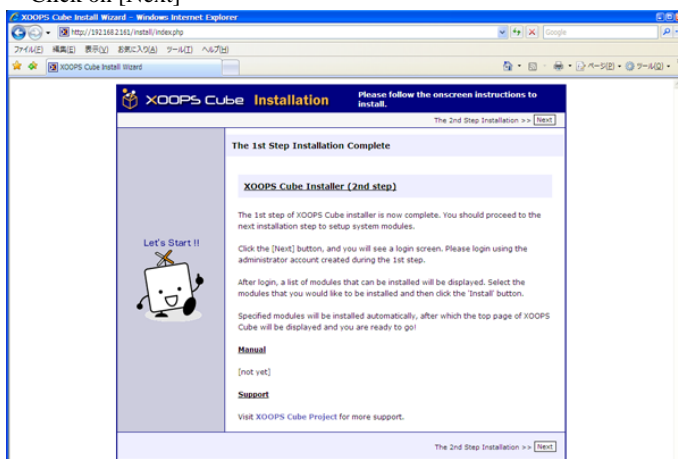 Click on [Next]
XOOPS Cube Install Wizard - Windows Internet Explorer
http://192.168.2.161/install/index.php
Google
ファイル(F) 編集(E) 表示(V) お気に入り(A) ツール(T) ヘルプ(H)
XOOPS Cube Install Wizard
ページ(P) ツール(O)
XOOPS Cube Installation
Please follow the onscreen instructions to
install.
The 2nd Step Installation >> Next
The 1st Step Installation Complete
XOOPS Cube Installer (2nd step)
The 1st step of XOOPS Cube installer is now complete. You should proceed to the
next installation step to setup system modules.
Let's Start !!
Click the [Next] button, and you will see a login screen. Please login using the
administrator account created during the 1st step.
After login, a list of modules that can be installed will be displayed. Select the
modules that you would like to be installed and then click the 'Install' button.
Specified modules will be installed automatically, after which the top page of XOOPS
Cube will be displayed and you are ready to go!
Manual
[not yet]
Support
Visit XOOPS Cube Project for more support.
The 2nd Step Installation >> Next